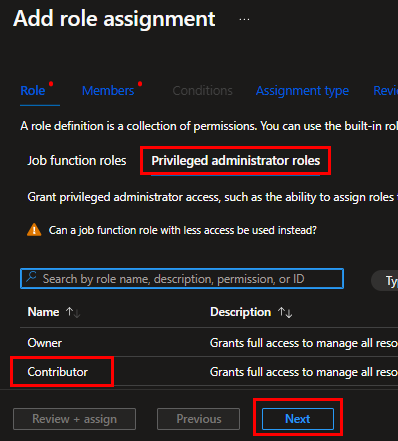 Add role assignment ...
Role Members Conditions Assignment type Revie
A role definition is a collection of permissions. You can use the built-in rol
Job function roles Privileged administrator roles
Grant privileged administrator access, such as the ability to assign roles t
Can a job function role with less access be used instead?
Search by role name, description, permission, or ID Ty
Name ↑↓ Description ↑↓
Owner Grants full access to manage all reso
Contributor Grants full access to manage all reso
Review + assign Previous Next